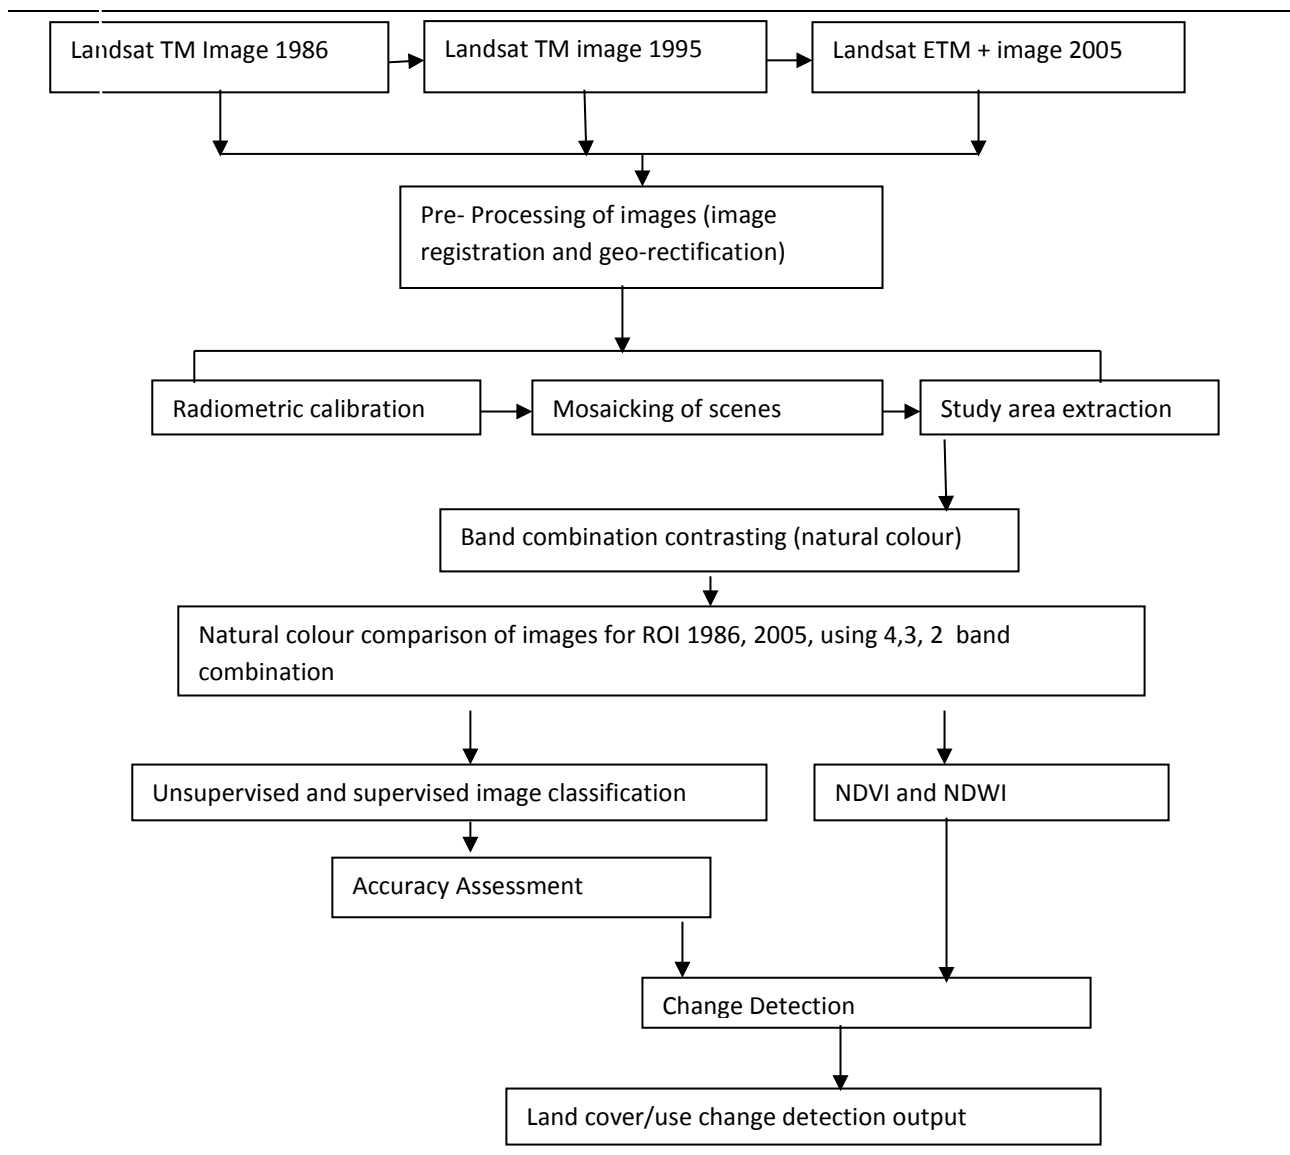 Landsat TM Image 1986
Landsat TM image 1995
Landsat ETM + image 2005
Pre- Processing of images (image
registration and geo-rectification)
Radiometric calibration
Mosaicking of scenes
Study area extraction
Band combination contrasting (natural colour)
Natural colour comparison of images for ROI 1986, 2005, using 4,3, 2 band
combination
Unsupervised and supervised image classification
NDVI and NDWI
Accuracy Assessment
Change Detection
Land cover/use change detection output